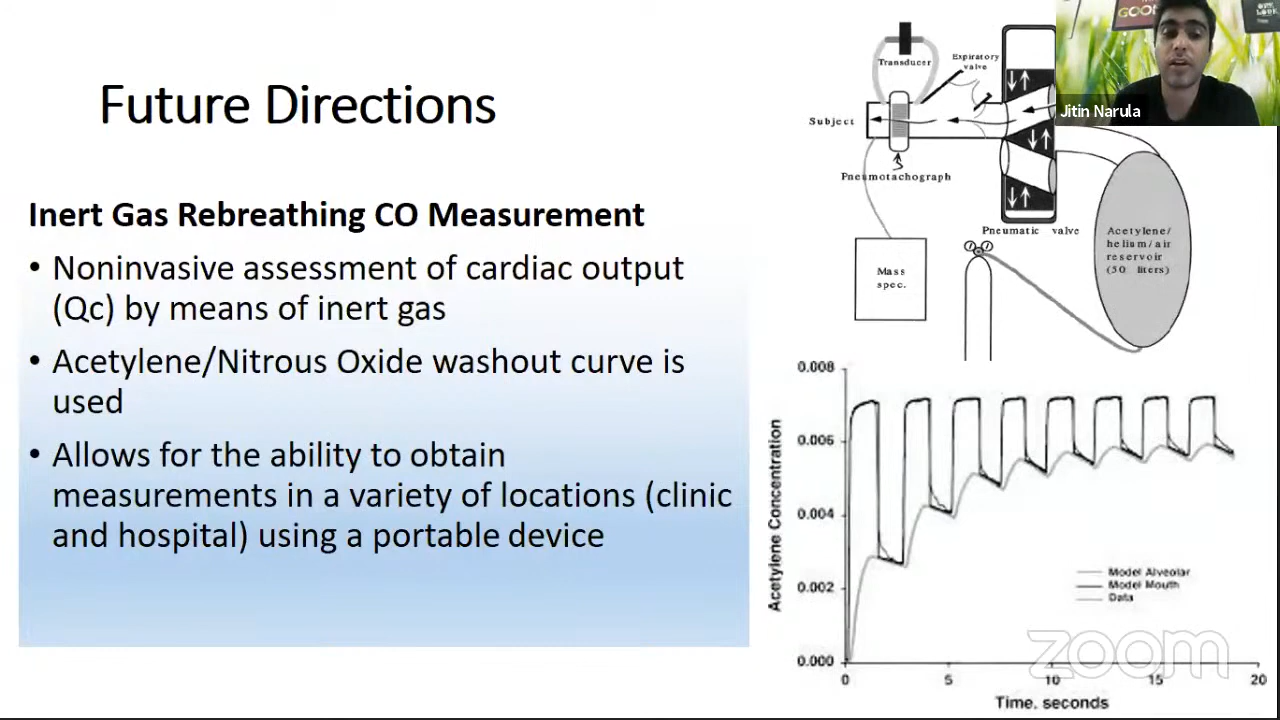 Future Directions
Inert Gas Rebreathing CO Measurement
• Noninvasive assessment of cardiac output
(Qc) by means of inert gas
• Acetylene/Nitrous Oxide washout curve is
used
• Allows for the ability to obtain
measurements in a variety of locations (clinic
and hospital) using a portable device
Transducer
Expiratory
valve
Subject
Pneumotachograph
Pneumatic valve
Mass
spec.
Acetylene/
helium/air
reservoir
(50 liters)
Jitin Narula
0.008
0.006
0.004
0.002
0.000
Acetylene Concentration
Model Alveolar
Model Mouth
Data
0 5 10 15 20
Time, seconds
zoom